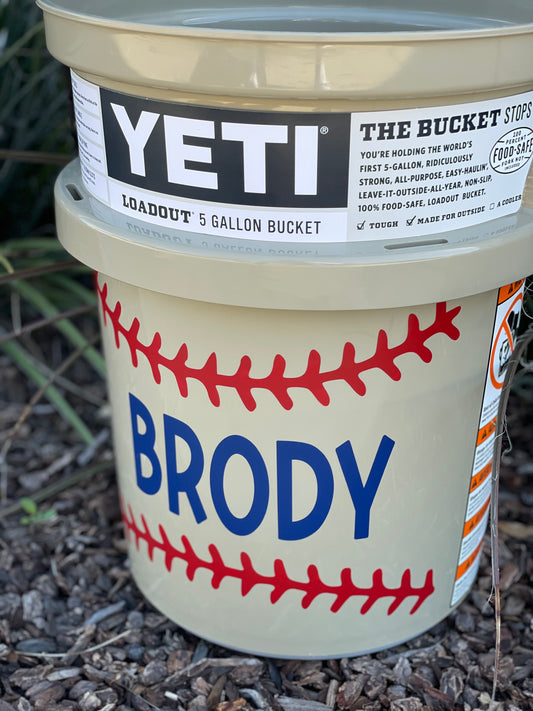 YETI®
LOADOUT® 5 GALLON BUCKET
THE BUCKET STOPS
YOU'RE HOLDING THE WORLD'S
FIRST 5-GALLON, RIDICULOUSLY
STRONG, ALL-PURPOSE, EASY-HAULIN',
LEAVE-IT-OUTSIDE-ALL-YEAR, NON-SLIP,
100% FOOD-SAFE, LOADOUT BUCKET.
TOUGH MADE FOR OUTSIDE A COOLER
100
PERCENT
FOOD-SAFE
BRODY